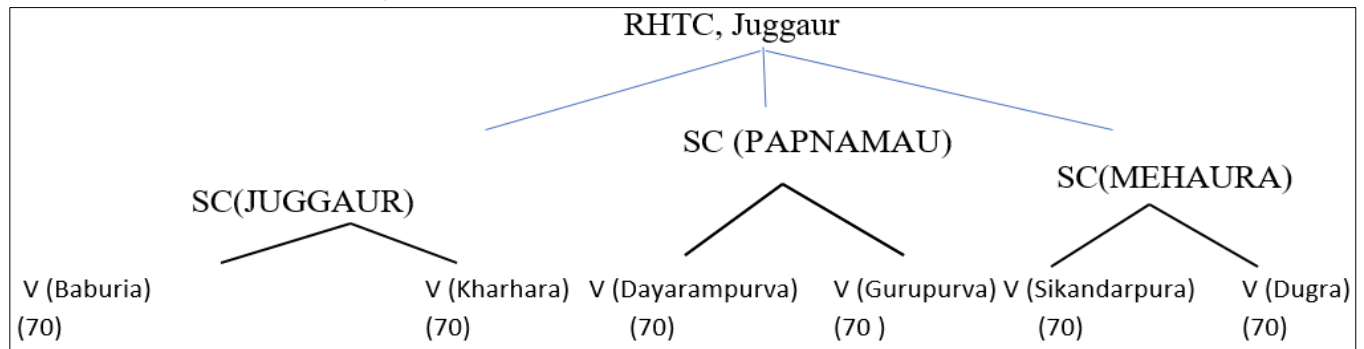 RHTC, Juggaur
SC (PAPNAMAU)
SC(MEHAURA)
SC(JUGGAUR)
V (Baburia) V (Kharhara) V (Dayarampurva) V (Gurupurva) V (Sikandarpura) V (Dugra)
(70) (70) (70) (70 ) (70) (70)